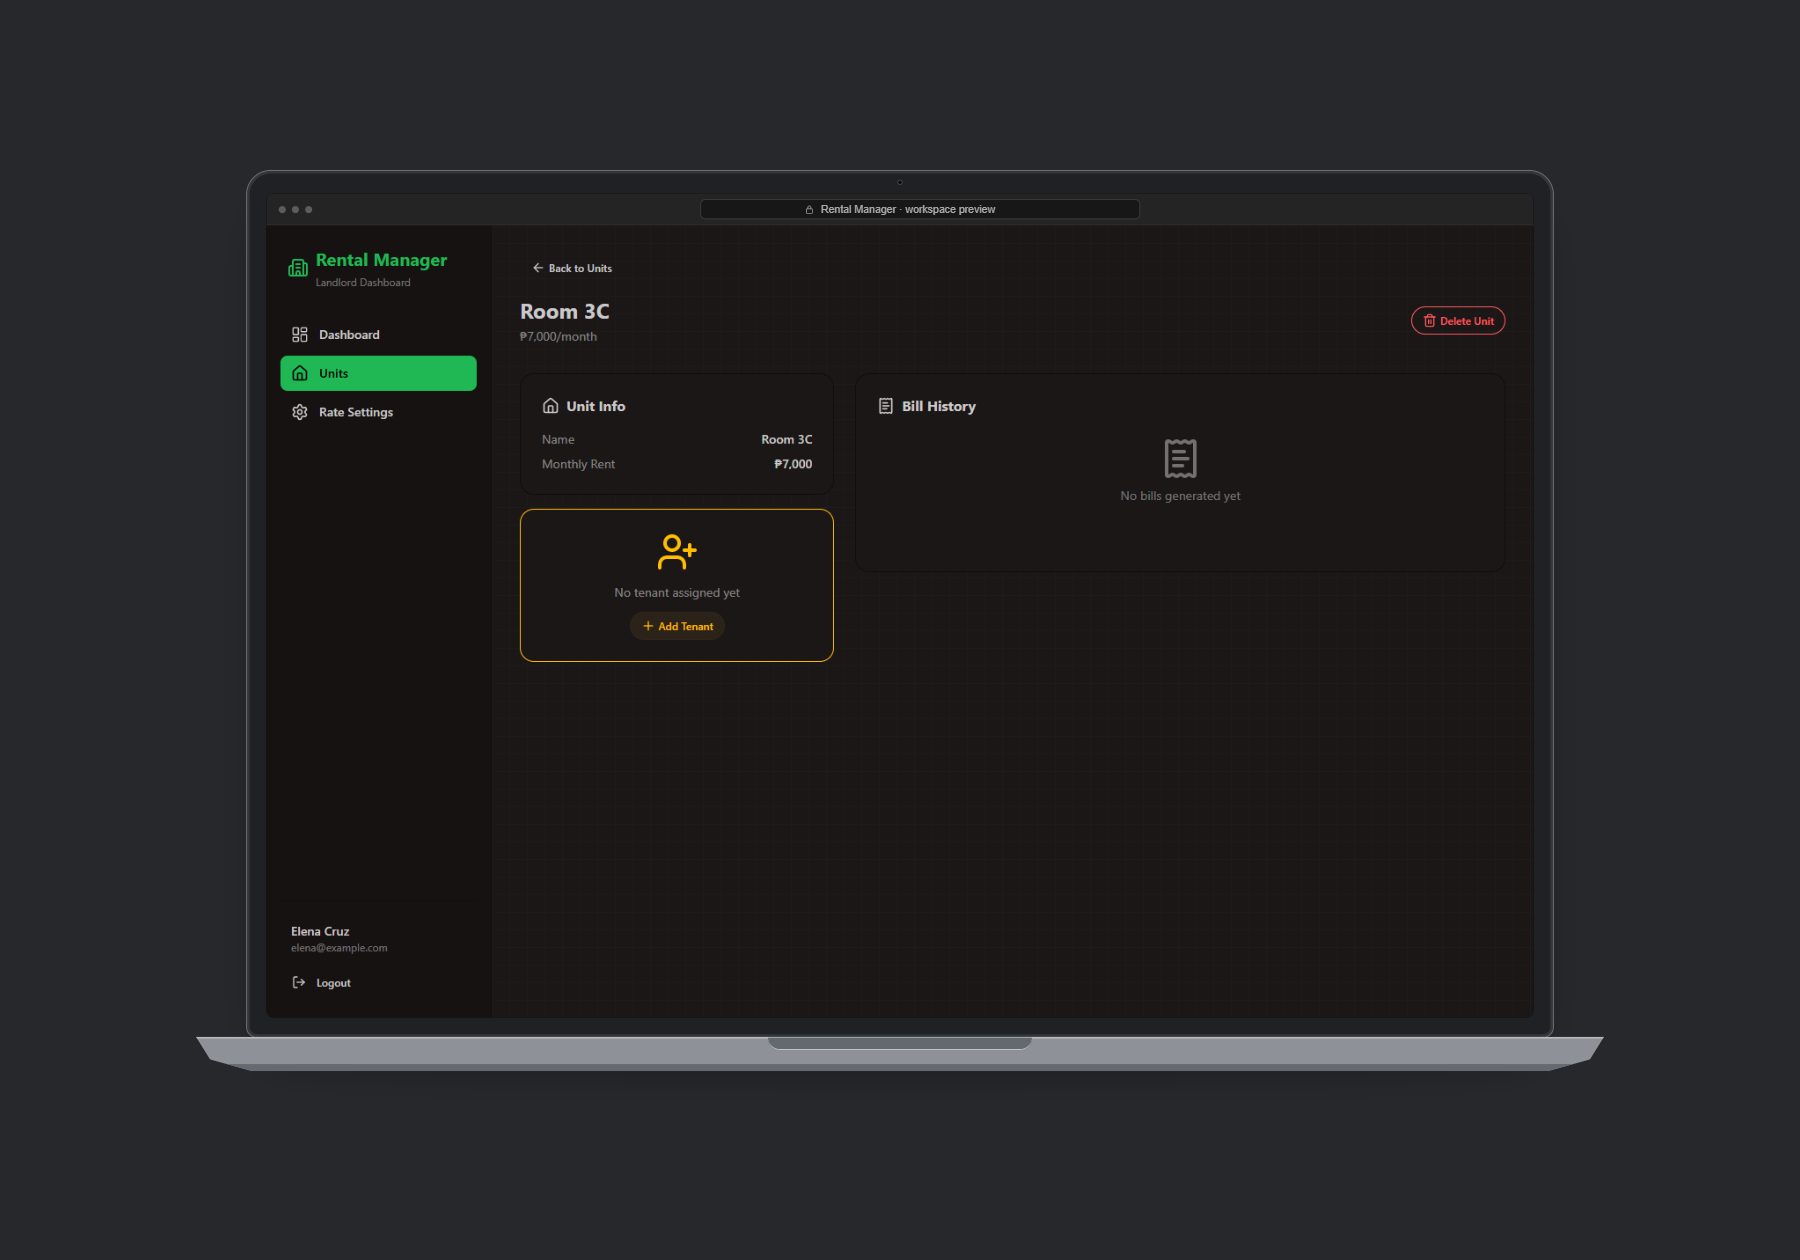 Rental Manager · workspace preview
Rental Manager
Landlord Dashboard
Dashboard
Units
Rate Settings
Elena Cruz
elena@example.com
Logout
Back to Units
Room 3C
₱7,000/month
Delete Unit
Unit Info
Name Room 3C
Monthly Rent ₱7,000
No tenant assigned yet
+ Add Tenant
Bill History
No bills generated yet